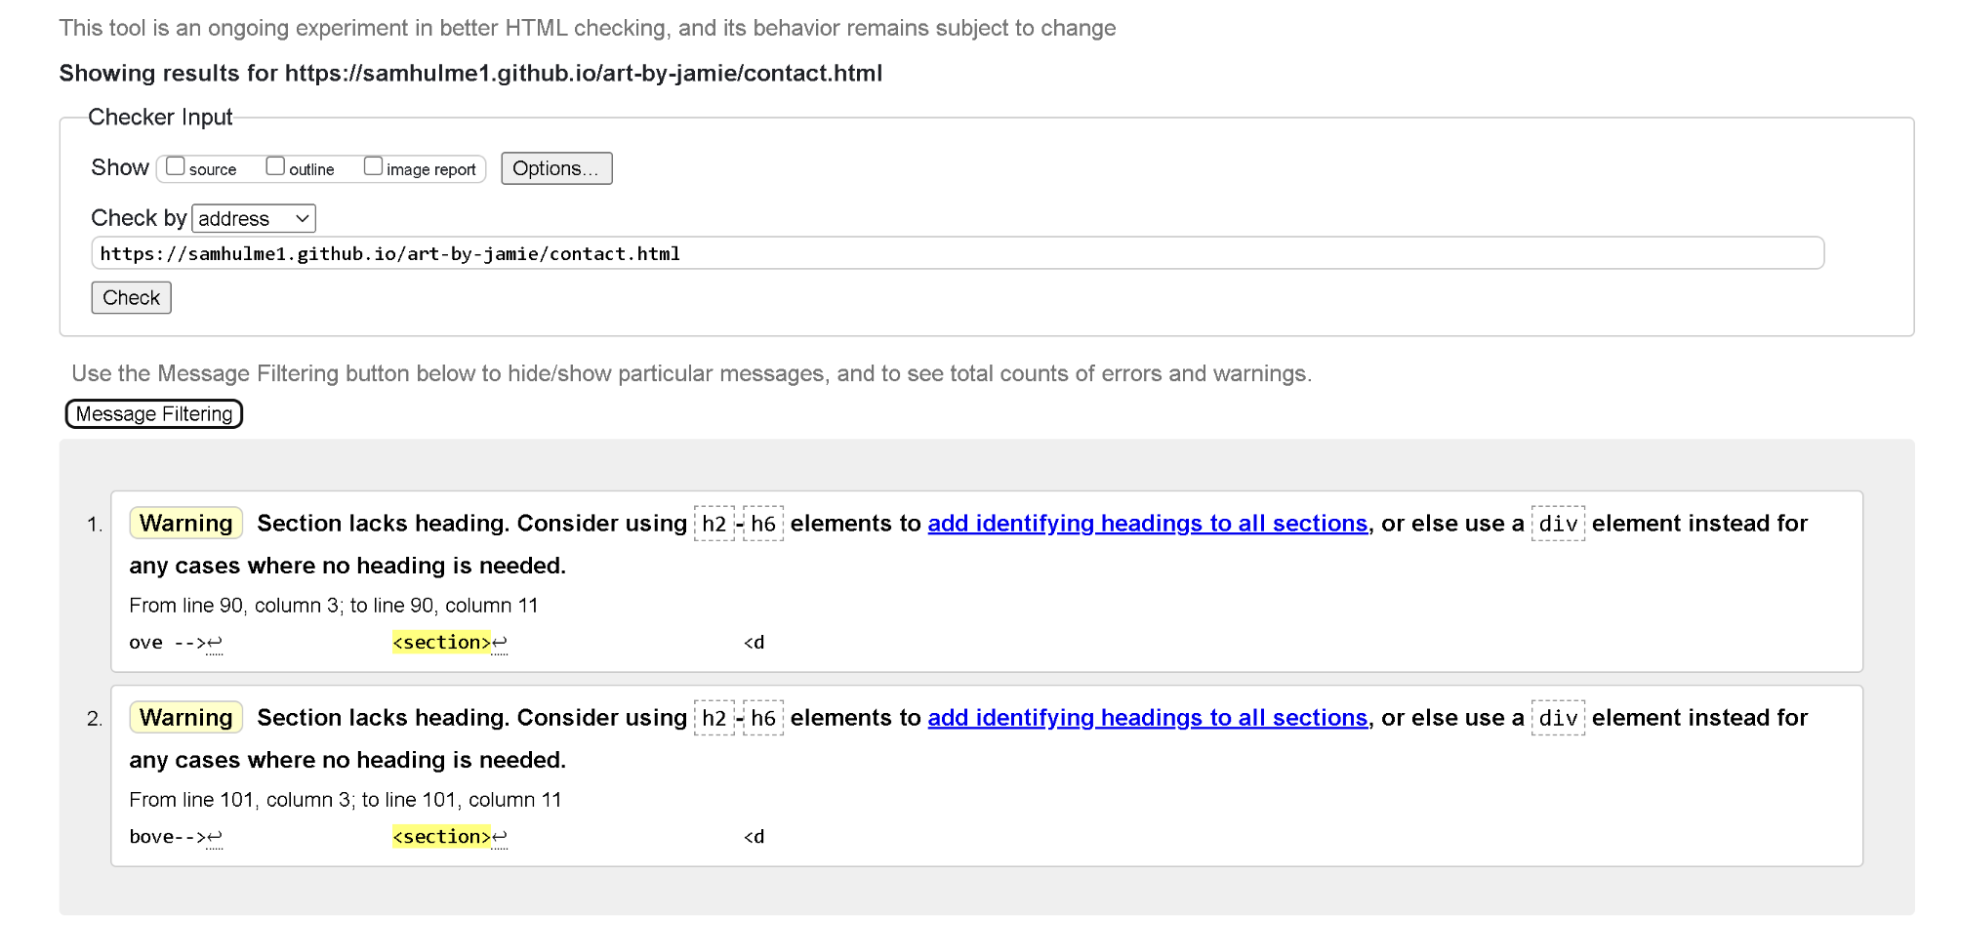 This tool is an ongoing experiment in better HTML checking, and its behavior remains subject to change
Showing results for https://samhulme1.github.io/art-by-jamie/contact.html
Checker Input
Show source outline image report Options...
Check by address
https://samhulme1.github.io/art-by-jamie/contact.html
Check
Use the Message Filtering button below to hide/show particular messages, and to see total counts of errors and warnings.
Message Filtering
1. Warning Section lacks heading. Consider using h2-h6 elements to add identifying headings to all sections, or else use a div element instead for
any cases where no heading is needed.
From line 90, column 3; to line 90, column 11
ove -->↩ <section>↩ <d
2. Warning Section lacks heading. Consider using h2-h6 elements to add identifying headings to all sections, or else use a div element instead for
any cases where no heading is needed.
From line 101, column 3; to line 101, column 11
bove-->↩ <section>↩ <d